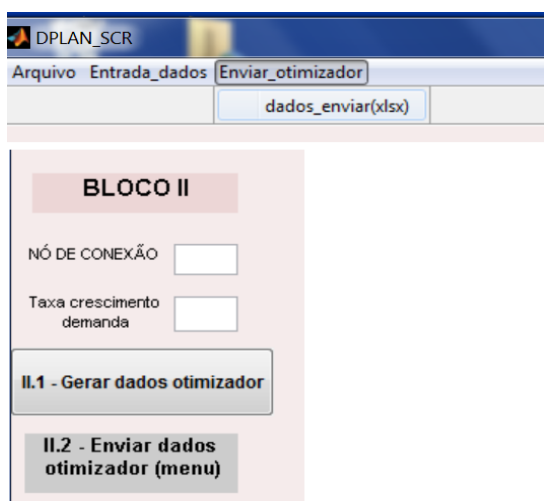 DPLAN_SCR
Arquivo Entrada_dados Enviar_otimizador
dados_enviar(xlsx)
BLOCO II
NÓ DE CONEXÃO
Taxa crescimento
demanda
II.1 - Gerar dados otimizador
II.2 - Enviar dados
otimizador (menu)